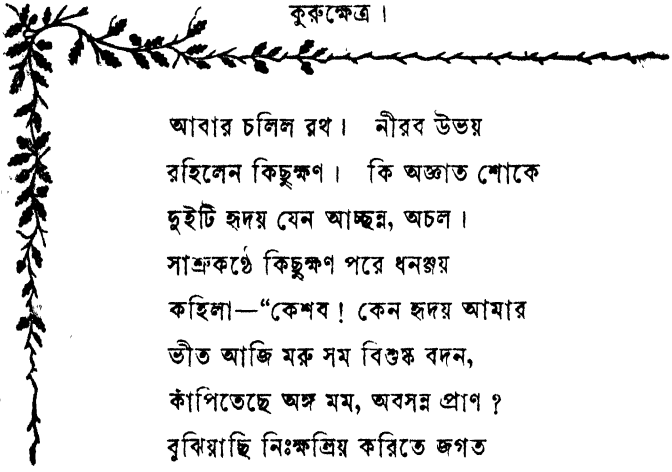 কুরুক্ষেত্র।
আবার চলিল রথ। নীরব উভয়
রহিলেন কিছুক্ষণ। কি অজ্ঞাত শোকে
দুইটি হৃদয় যেন আচ্ছন্ন, অচল।
সাশ্রুকণ্ঠে কিছুক্ষণ পরে ধনঞ্জয়
কহিলা—“কেশব! কেন হৃদয় আমার
ভীত আজি মরু সম বিশুষ্ক বদন,
কাঁপিতেছে অঙ্গ মম, অবসন্ন প্রাণ?
বুঝিয়াছি নিঃক্ষত্রিয় করিতে জগত